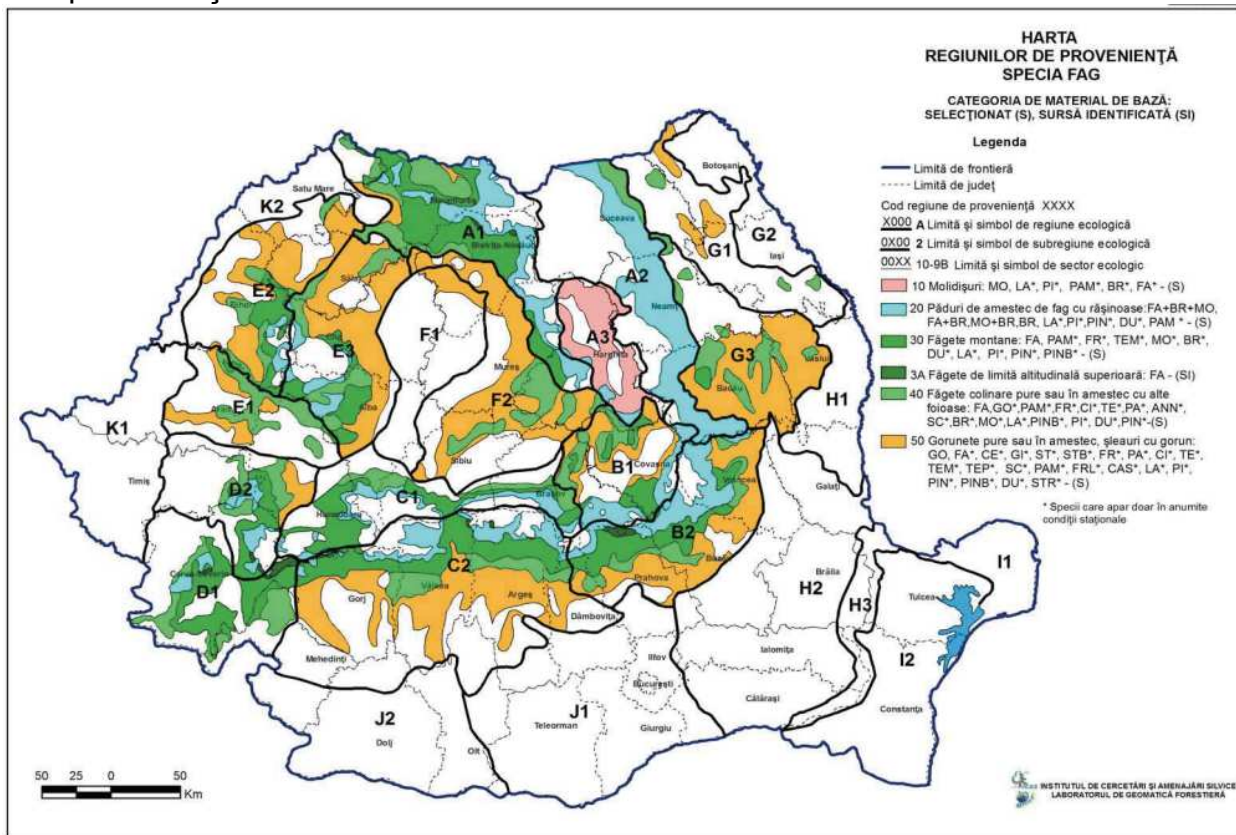 HARTA
REGIUNILOR DE PROVENIENŢĂ
SPECIA FAG
CATEGORIA DE MATERIAL DE BAZĂ:
SELECŢIONAT (S), SURSĂ IDENTIFICATĂ (SI)
Legenda
Limită de frontieră
Limită de judeţ
Cod regiune de provenienţă XXXX
X000 A Limită şi simbol de regiune ecologică
0X00 2 Limită şi simbol de subregiune ecologică
00XX 10-9B Limită şi simbol de sector ecologic
10 Molidişuri: MO, LA*, PI*, PAM*, BR*, FA* - (S)
20 Păduri de amestec de fag cu răşinoase:FA+BR+MO,
FA+BR,MO+BR,BR, LA*,PI*,PIN*, DU*, PAM * - (S)
30 Făgete montane: FA, PAM*, FR*, TEM*, MO*, BR*,
DU*, LA*, PI*, PIN*, PINB* - (S)
3A Făgete de limită altitudinală superioară: FA - (SI)
40 Făgete colinare pure sau în amestec cu alte
foioase: FA,GO*,PAM*,FR*,CI*,TE*,PA*, ANN*,
SC*,BR*,MO*,LA*,PINB*, PI*, DU*,PIN*-(S)
50 Gorunete pure sau în amestec, şleauri cu gorun:
GO, FA*, CE*, GI*, ST*, STB*, FR*, PA*, CI*, TE*,
TEM*, TEP*, SC*, PAM*, FRL*, CAS*, LA*, PI*,
PIN*, PINB*, DU*, STR* - (S)
* Specii care apar doar în anumite
condiţii staţionale
Botoşani
Satu Mare
K2
Maramureş
Suceava
A1
Bistriţa-Năsăud
G1
G2
Iaşi
A2
Sălaj
E2
Bihor
Neamţ
F1
A3
Harghita
E3
G3
Vaslui
Mureş
Bacău
H1
F2
Alba
Arad
E1
K1
B1
Covasna
Sibiu
Timiş
D2
Vrancea
Galaţi
C1
Braşov
Hunedoara
B2
I1
C2
Caraş-Severin
D1
Prahova
Brăila
Vâlcea
Argeş
H2
H3
Tulcea
Gorj
Dâmboviţa
Mehedinţi
Ilfov
Ialomiţa
I2
Bucureşti
Călăraşi
Constanţa
J2
J1
Teleorman
Dolj
Olt
Giurgiu
50 25 0 50
Km
INSTITUTUL DE CERCETĂRI ŞI AMENAJĂRI SILVICE
LABORATORUL DE GEOMATICĂ FORESTIERĂ